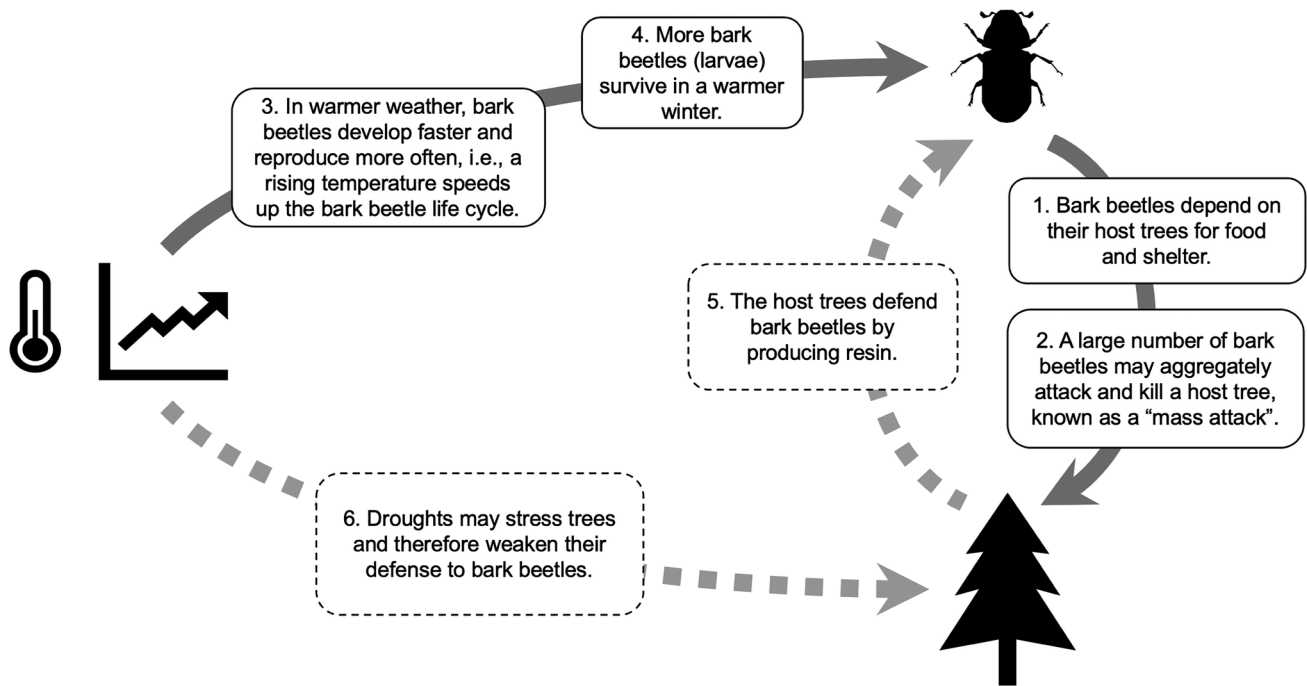 1. Bark beetles depend on
their host trees for food
and shelter.
2. A large number of bark
beetles may aggregately
attack and kill a host tree,
known as a “mass attack”.
3. In warmer weather, bark
beetles develop faster and
reproduce more often, i.e., a
rising temperature speeds
up the bark beetle life cycle.
4. More bark
beetles (larvae)
survive in a warmer
winter.
5. The host trees defend
bark beetles by
producing resin.
6. Droughts may stress trees
and therefore weaken their
defense to bark beetles.